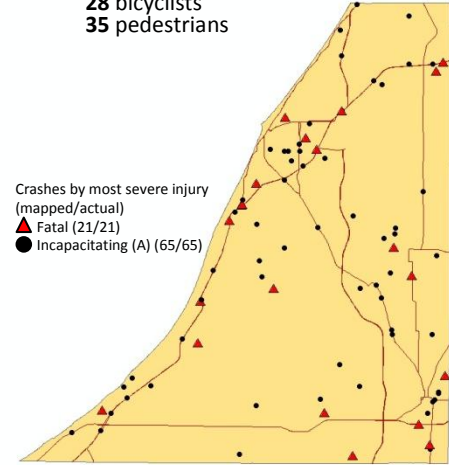 28 bicyclists
35 pedestrians
Crashes by most severe injury
(mapped/actual)
Fatal (21/21)
Incapacitating (A) (65/65)